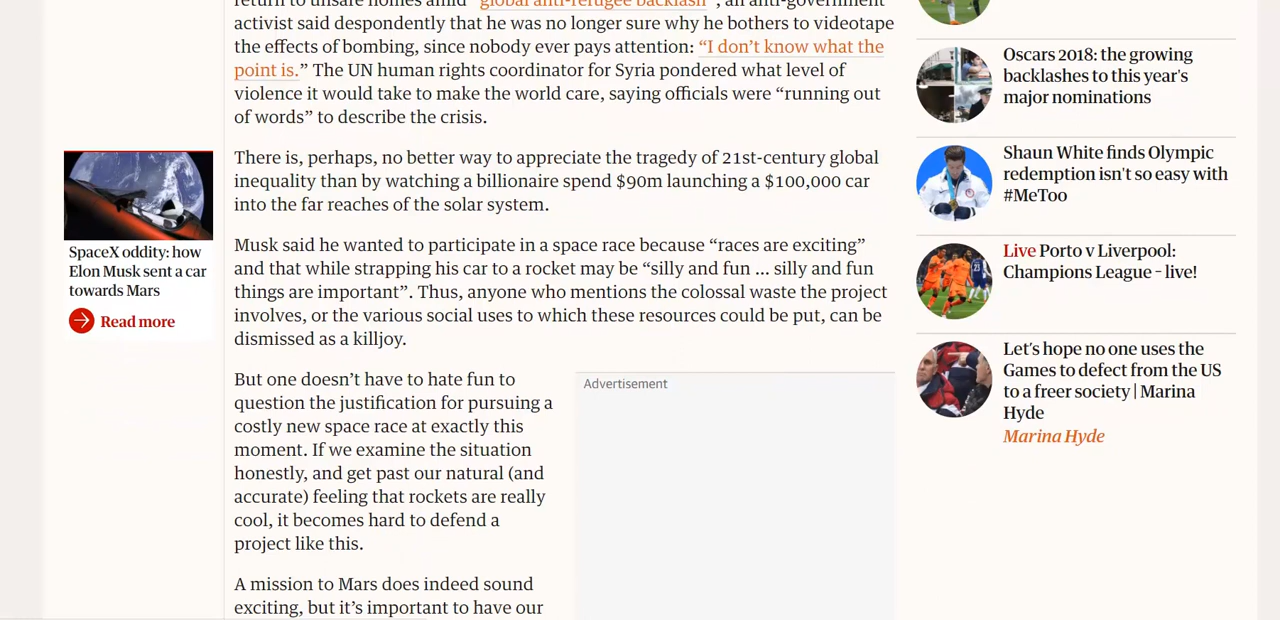 return to unsafe homes amid “global anti-refugee backlash”, an anti-government
activist said despondently that he was no longer sure why he bothers to videotape
the effects of bombing, since nobody ever pays attention: “I don’t know what the
point is.” The UN human rights coordinator for Syria pondered what level of
violence it would take to make the world care, saying officials were “running out
of words” to describe the crisis.
There is, perhaps, no better way to appreciate the tragedy of 21st-century global
inequality than by watching a billionaire spend $90m launching a $100,000 car
into the far reaches of the solar system.
Musk said he wanted to participate in a space race because “races are exciting”
and that while strapping his car to a rocket may be “silly and fun ... silly and fun
things are important”. Thus, anyone who mentions the colossal waste the project
involves, or the various social uses to which these resources could be put, can be
dismissed as a killjoy.
But one doesn’t have to hate fun to
question the justification for pursuing a
costly new space race at exactly this
moment. If we examine the situation
honestly, and get past our natural (and
accurate) feeling that rockets are really
cool, it becomes hard to defend a
project like this.
A mission to Mars does indeed sound
exciting, but it’s important to have our
SpaceX oddity: how
Elon Musk sent a car
towards Mars
Read more
Advertisement
Oscars 2018: the growing
backlashes to this year's
major nominations
Shaun White finds Olympic
redemption isn't so easy with
#MeToo
Live Porto v Liverpool:
Champions League – live!
Let’s hope no one uses the
Games to defect from the US
to a freer society | Marina
Hyde
Marina Hyde